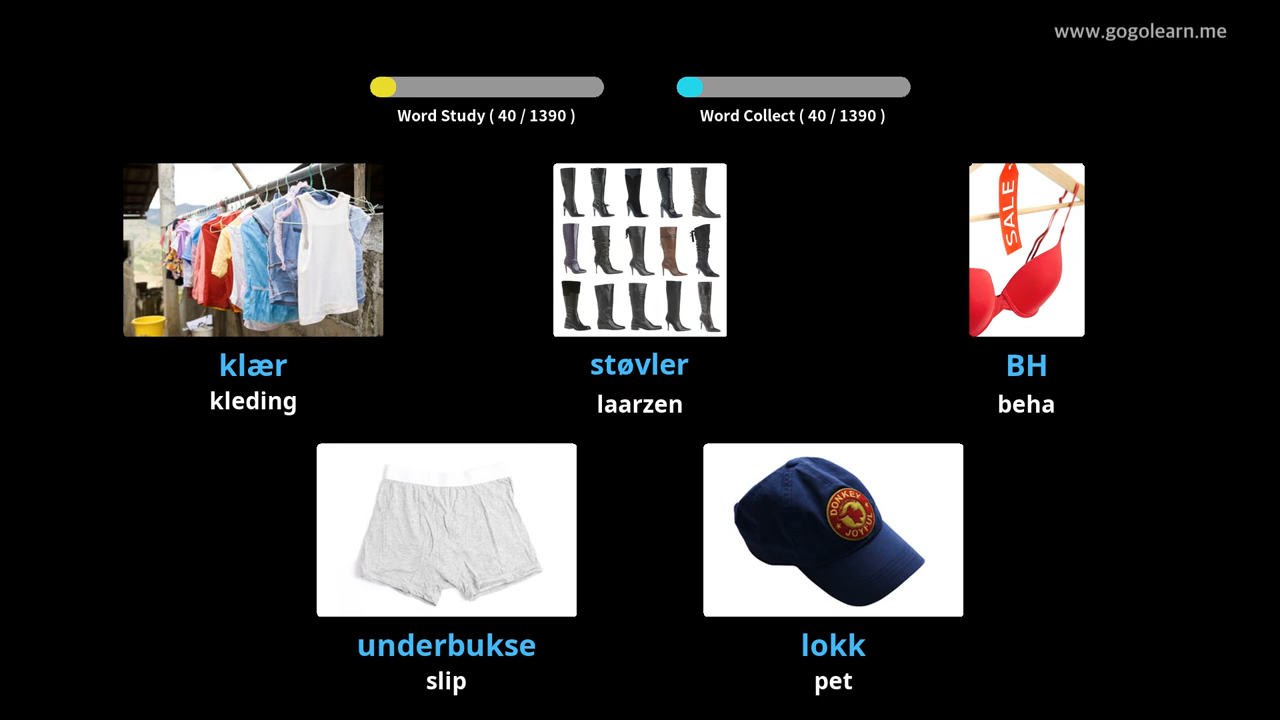 www.gogolearn.me
Word Study ( 40 / 1390 )
Word Collect ( 40 / 1390 )
SALE
klær
kleding
støvler
laarzen
BH
beha
DONKEY
JOYFUL
underbukse
slip
lokk
pet